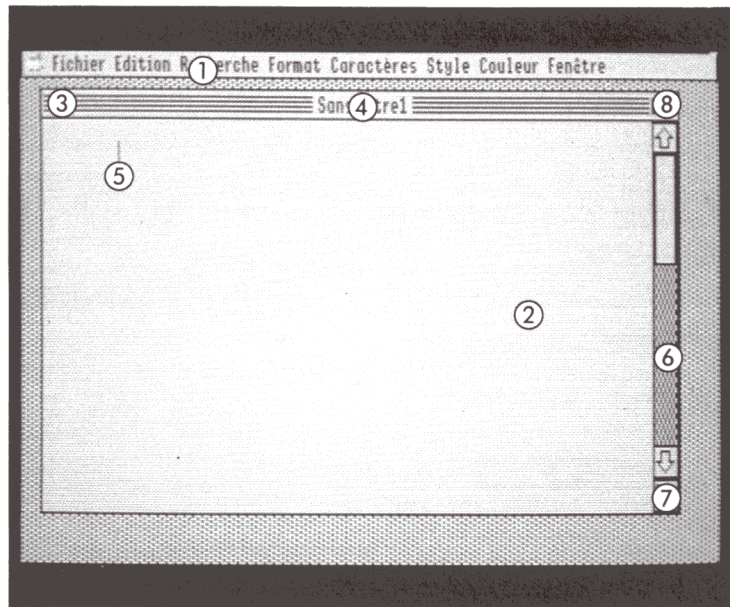 Fichier Edition ① Format Caractères Style Couleur Fenêtre
③ ④ ⑧
⑤
②
⑥
⑦